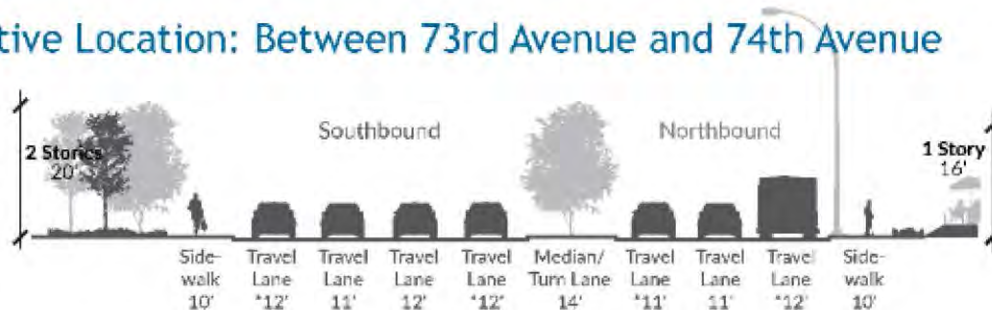 tive Location: Between 73rd Avenue and 74th Avenue
Southbound
Northbound
2 Stories
20'
1 Story
16'
Side-
walk
10'
Travel
Lane
*12'
Travel
Lane
11'
Travel
Lane
12'
Travel
Lane
*12'
Median/
Turn Lane
14'
Travel
Lane
*11'
Travel
Lane
11'
Travel
Lane
*12'
Side-
walk
10'